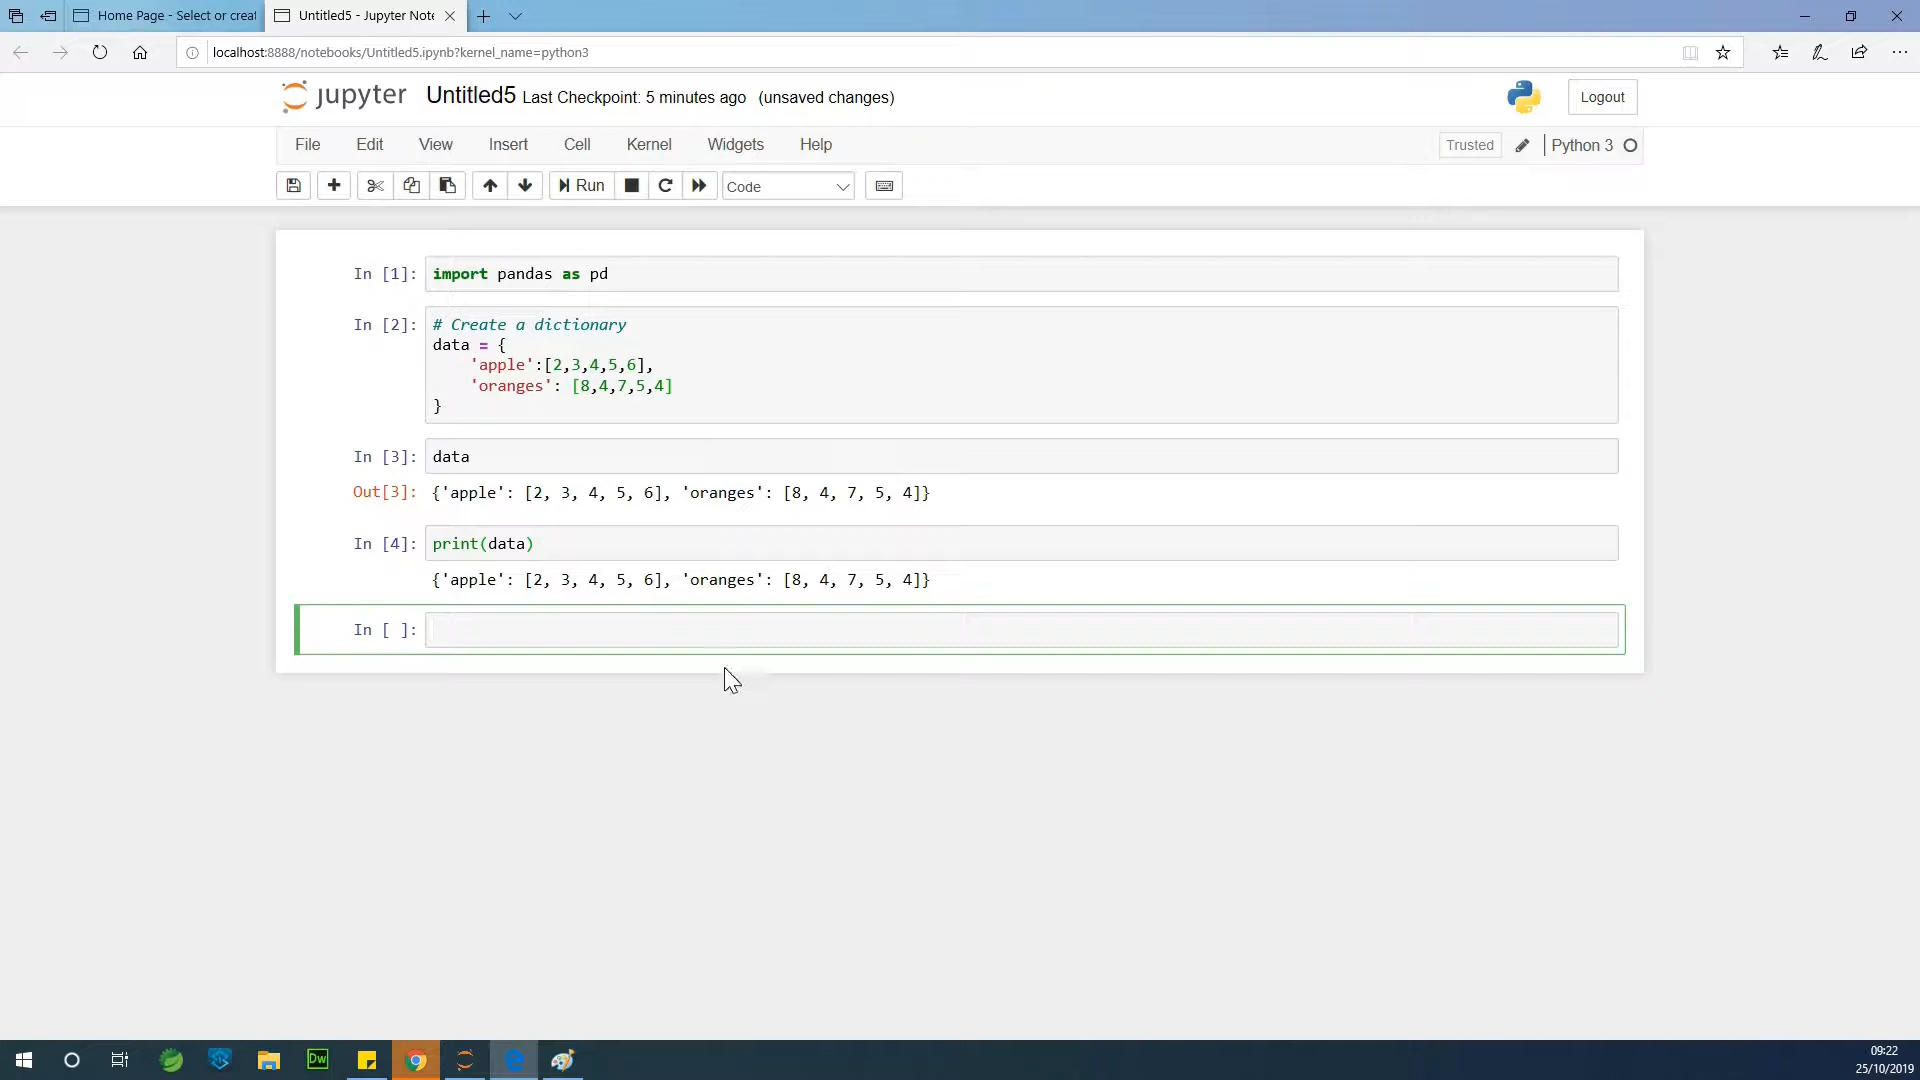 Home Page - Select or creat
Untitled5 - Jupyter Note
localhost:8888/notebooks/Untitled5.ipynb?kernel_name=python3
jupyter Untitled5 Last Checkpoint: 5 minutes ago (unsaved changes)
Logout
File Edit View Insert Cell Kernel Widgets Help
Trusted
Python 3
Run
Code
In [1]: import pandas as pd
In [2]: # Create a dictionary
data = {
'apple':[2,3,4,5,6],
'oranges': [8,4,7,5,4]
}
In [3]: data
Out[3]: {'apple': [2, 3, 4, 5, 6], 'oranges': [8, 4, 7, 5, 4]}
In [4]: print(data)
{'apple': [2, 3, 4, 5, 6], 'oranges': [8, 4, 7, 5, 4]}
In [ ]:
Dw
09:22
25/10/2019